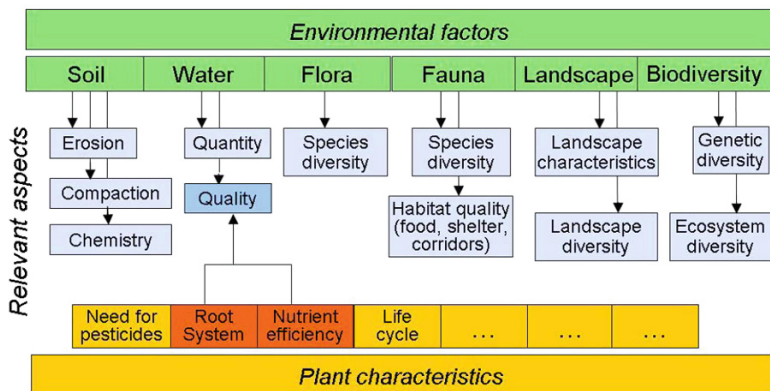 Environmental factors
Soil Water Flora Fauna Landscape Biodiversity
Relevant aspects
Erosion
Compaction
Chemistry
Quantity
Quality
Species
diversity
Species
diversity
Habitat quality
(food, shelter,
corridors)
Landscape
characteristics
Landscape
diversity
Genetic
diversity
Ecosystem
diversity
Need for
pesticides
Root
System
Nutrient
efficiency
Life
cycle
...
...
...
Plant characteristics